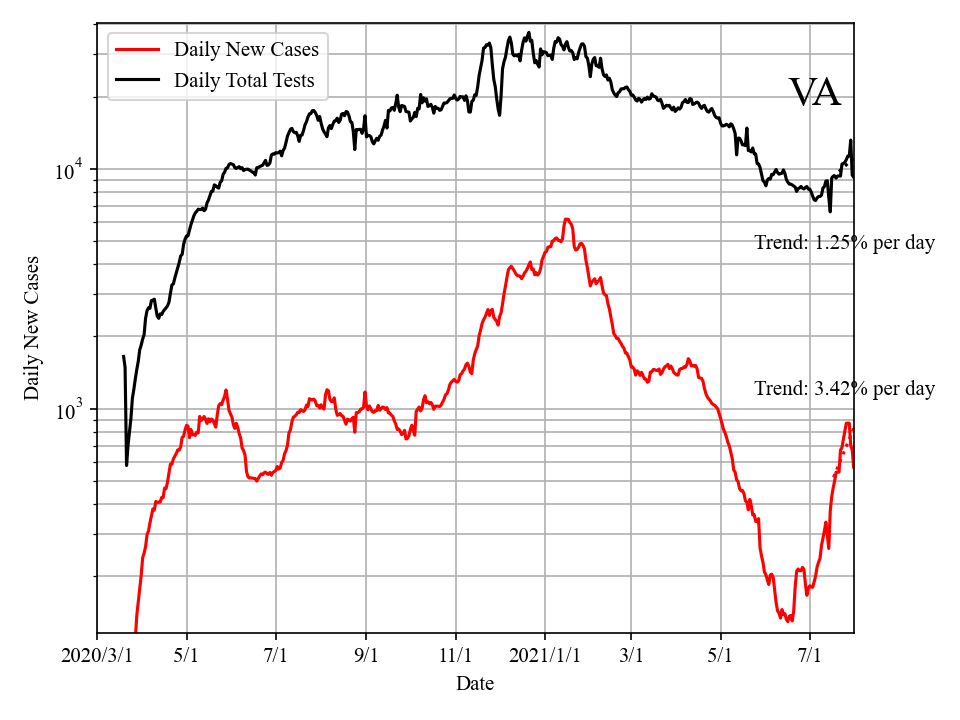 Daily New Cases
Daily Total Tests
VA
10^4
Trend: 1.25% per day
Daily New Cases
Trend: 3.42% per day
10^3
2020/3/1 5/1 7/1 9/1 11/1 2021/1/1 3/1 5/1 7/1
Date